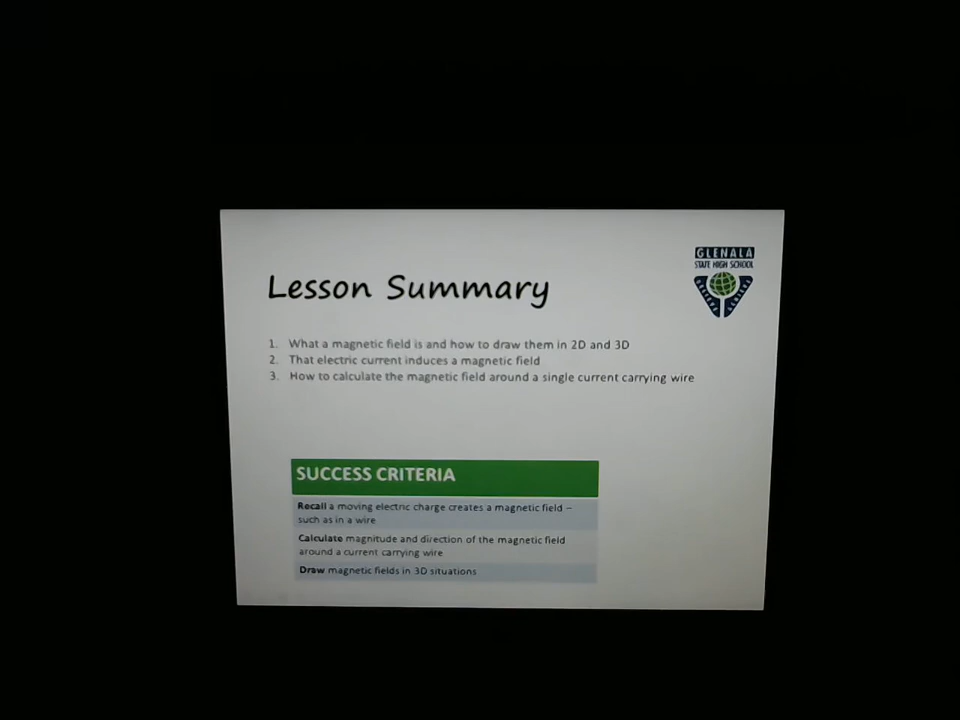 GLENALA
STATE HIGH SCHOOL
Lesson Summary
1. What a magnetic field is and how to draw them in 2D and 3D
2. That electric current induces a magnetic field
3. How to calculate the magnetic field around a single current carrying wire
SUCCESS CRITERIA
Recall a moving electric charge creates a magnetic field –
such as in a wire
Calculate magnitude and direction of the magnetic field
around a current carrying wire
Draw magnetic fields in 3D situations